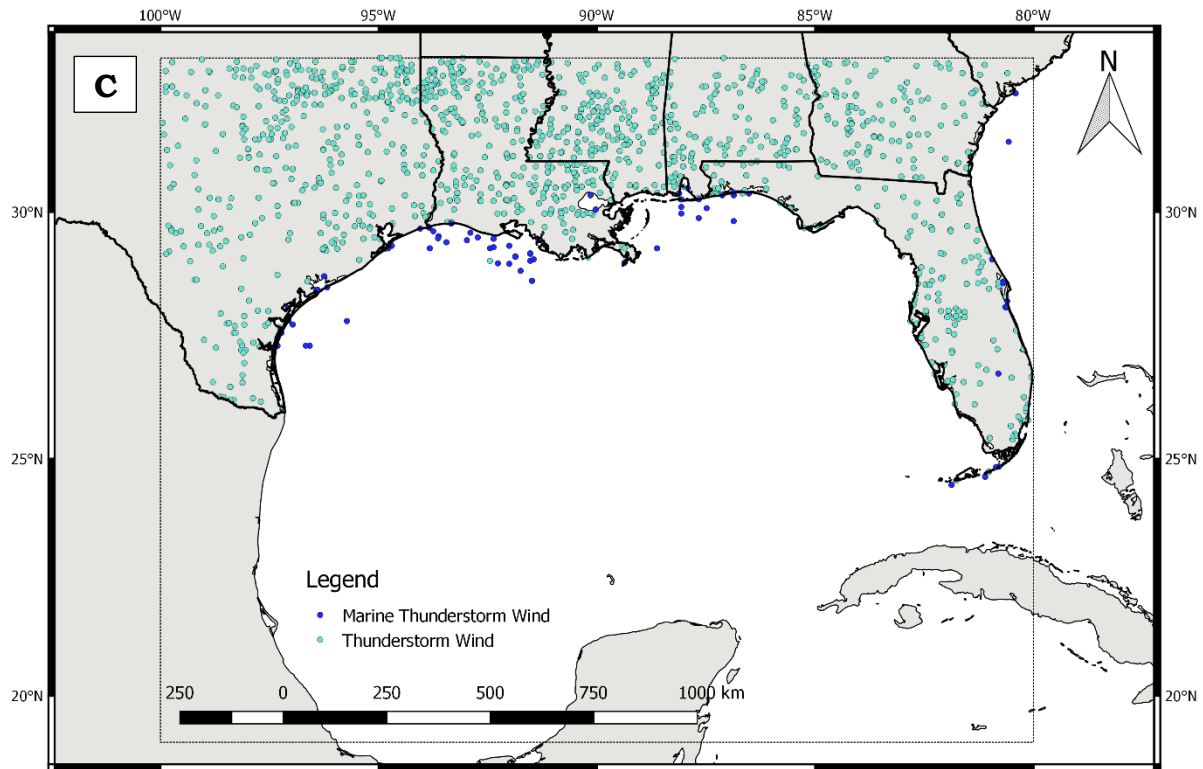 100°W 95°W 90°W 85°W 80°W
C
N
30°N 30°N
25°N 25°N
Legend
Marine Thunderstorm Wind
Thunderstorm Wind
20°N 20°N
250 0 250 500 750 1000 km